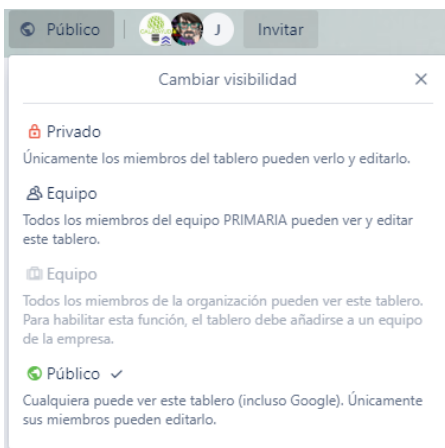 Público
J
Invitar
Cambiar visibilidad
Privado
Únicamente los miembros del tablero pueden verlo y editarlo.
Equipo
Todos los miembros del equipo PRIMARIA pueden ver y editar
este tablero.
Equipo
Todos los miembros de la organización pueden ver este tablero.
Para habilitar esta función, el tablero debe añadirse a un equipo
de la empresa.
Público
Cualquiera puede ver este tablero (incluso Google). Únicamente
sus miembros pueden editarlo.